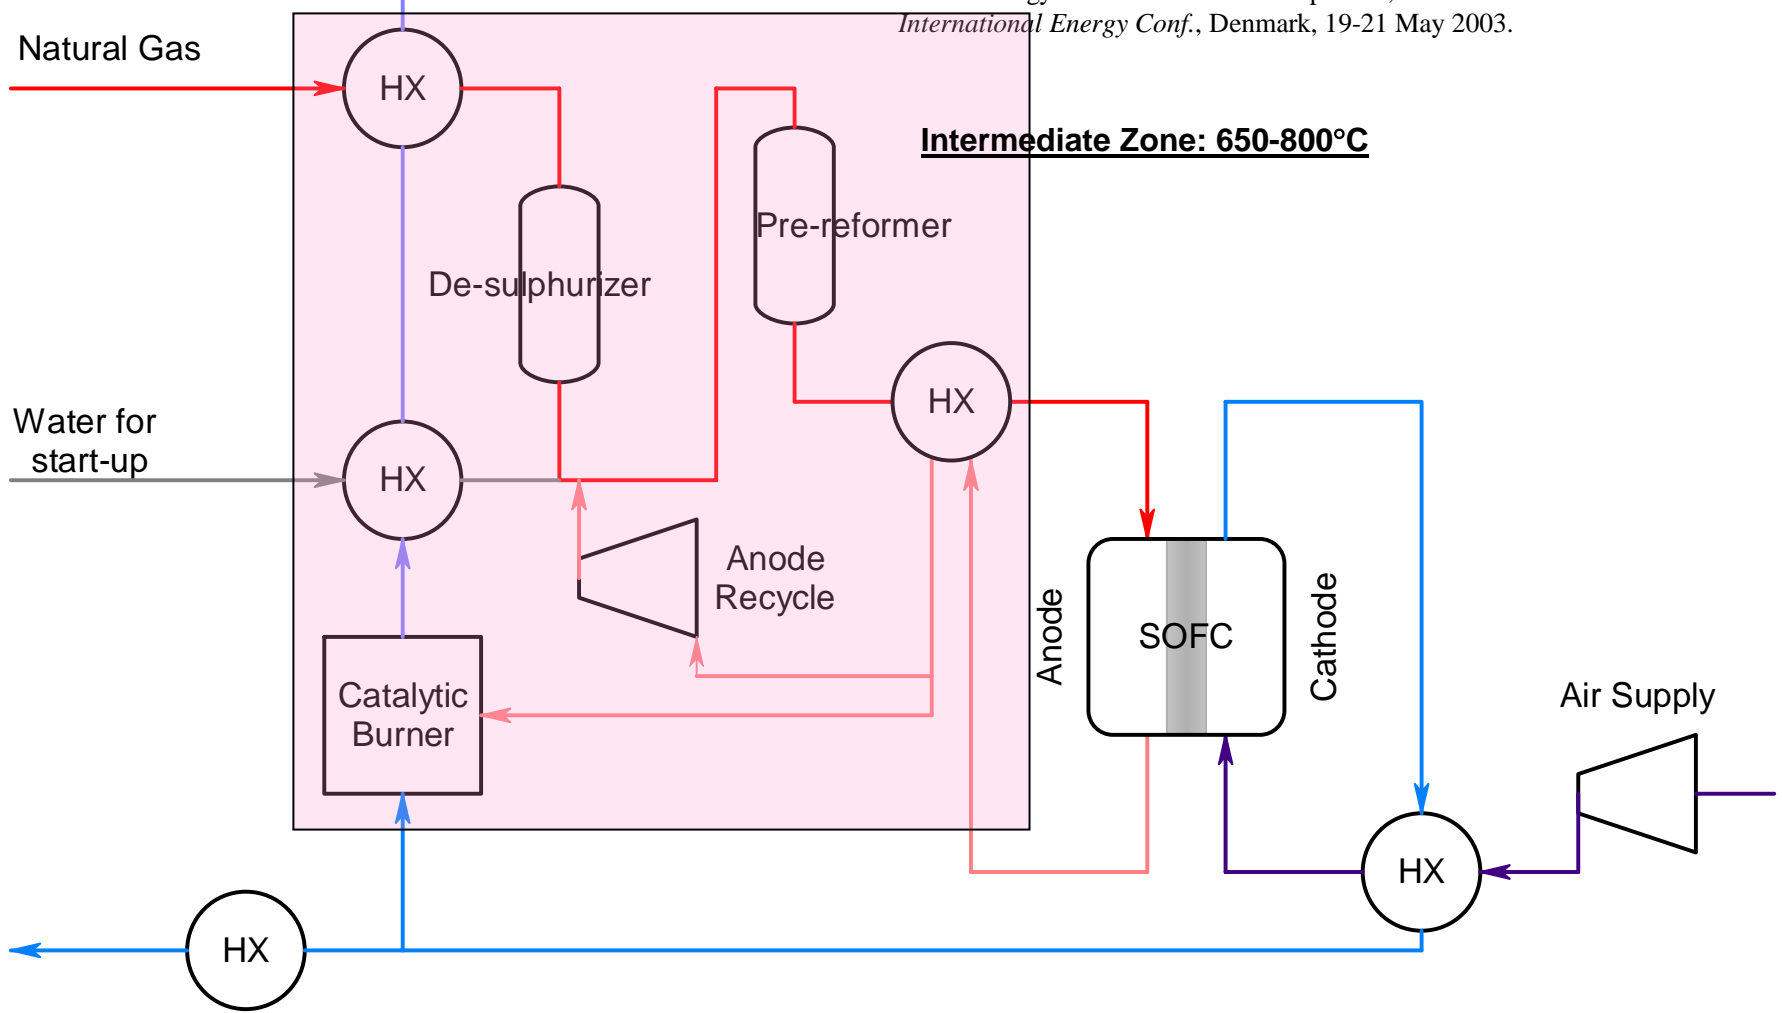 International Energy Conf., Denmark, 19-21 May 2003.
Natural Gas
HX
Intermediate Zone: 650-800°C
Pre-reformer
De-sulphurizer
HX
Water for
start-up
HX
Anode
Recycle
Anode
SOFC
Cathode
Catalytic
Burner
Air Supply
HX
HX